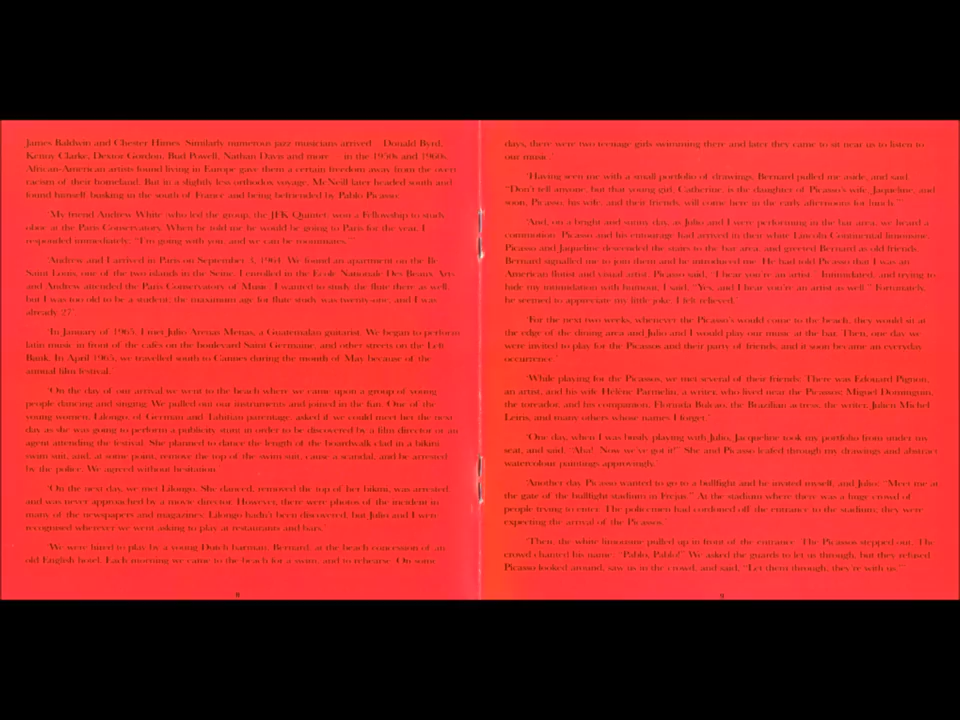 James Baldwin and Chester Himes. Similarly numerous jazz musicians arrived – Donald Byrd,
Kenny Clarke, Dexter Gordon, Bud Powell, Nathan Davis and more – in the 1950s and 1960s.
African-American artists found living in Europe gave them a certain freedom away from the overt
racism of their homeland. But in a slightly less orthodox voyage, McNeill later headed south and
found himself busking in the south of France and being befriended by Pablo Picasso.
'My friend Andrew White who led the group, the JFK Quintet, won a Fellowship to study
oboe at the Paris Conservatory. When he told me he would be going to Paris for the year, I
responded immediately: "I'm going with you, and we can be roommates."'
'Andrew and I arrived in Paris on September 3, 1964. We found an apartment on the Ile
Saint Louis, one of the two islands in the Seine. I enrolled in the Ecole Nationale Des Beaux Arts
and Andrew attended the Paris Conservatory of Music. I wanted to study the flute there as well,
but I was too old to be a student; the maximum age for flute study was twenty-one, and I was
already 27.'
'In January of 1965, I met Julio Arenas Menas, a Guatemalan guitarist. We began to perform
latin music in front of the cafés on the boulevard Saint Germaine, and other streets on the Left
Bank. In April 1965, we travelled south to Cannes during the month of May because of the
annual film festival.'
'On the day of our arrival we went to the beach where we came upon a group of young
people dancing and singing. We pulled out our instruments and joined in the fun. One of the
young women, Lilongo, of German and Tahitian parentage, asked if we could meet her the next
day as she was going to perform a publicity stunt in order to be discovered by a film director or an
agent attending the festival. She planned to dance the length of the boardwalk clad in a bikini
swim suit, and, at some point, remove the top of the swim suit, cause a scandal, and be arrested
by the police. We agreed without hesitation.'
'On the next day, we met Lilongo. She danced, removed the top of her bikini, was arrested
and was never approached by a movie director. However, there were photos of the incident in
many of the newspapers and magazines. Lilongo hadn't been discovered, but Julio and I were
recognised wherever we went asking to play at restaurants and bars.'
'We were hired to play by a young Dutch barman, Bernard, at the beach concession of an
old English hotel. Each morning we came to the beach for a swim, and to rehearse. On some
8
days, there were two teenage girls swimming there and later they came to sit near us to listen to
our music.'
'Having seen me with a small portfolio of drawings, Bernard pulled me aside, and said,
"Don't tell anyone, but that young girl, Catherine, is the daughter of Picasso's wife Jaqueline, and
soon, Picasso, his wife, and their friends, will come here in the early afternoons for lunch."'
'And, on a bright and sunny day, as Julio and I were performing in the bar area, we heard a
commotion. Picasso and his entourage had arrived in their white Lincoln Continental limousine.
Picasso and Jaqueline descended the stairs to the bar area, and greeted Bernard as old friends.
Bernard signalled me to join them and he introduced me. He had told Picasso that I was an
American flutist and visual artist. Picasso said, "I hear you're an artist". Intimidated, and trying to
hide my intimidation with humour, I said, "Yes, and I hear you're an artist as well." Fortunately,
he seemed to appreciate my little joke. I felt relieved.'
'For the next two weeks, whenever the Picasso's would come to the beach, they would sit at
the edge of the dining area and Julio and I would play our music at the bar. Then, one day we
were invited to play for the Picassos and their party of friends, and it soon became an everyday
occurrence.'
'While playing for the Picassos, we met several of their friends. There was Edouard Pignon,
an artist, and his wife Helène Parmelin, a writer, who lived near the Picassos; Miguel Dominguin,
the toreador, and his companion, Florinda Bolcao, the Brazilian actress; the writer, Julien Michel
Leiris, and many others whose names I forget.'
'One day, when I was busily playing with Julio, Jacqueline took my portfolio from under my
seat, and said, "Aha! Now we've got it!" She and Picasso leafed through my drawings and abstract
watercolour paintings approvingly.'
'Another day Picasso wanted to go to a bullfight and he invited myself, and Julio. "Meet me at
the gate of the bullfight stadium in Frejus." At the stadium where there was a huge crowd of
people trying to enter. The policemen had cordoned off the entrance to the stadium; they were
expecting the arrival of the Picassos.'
'Then, the white limousine pulled up in front of the entrance. The Picassos stepped out. The
crowd chanted his name, "Pablo, Pablo!" We asked the guards to let us through, but they refused.
Picasso looked around, saw us in the crowd, and said, "Let them through, they're with us."'
9